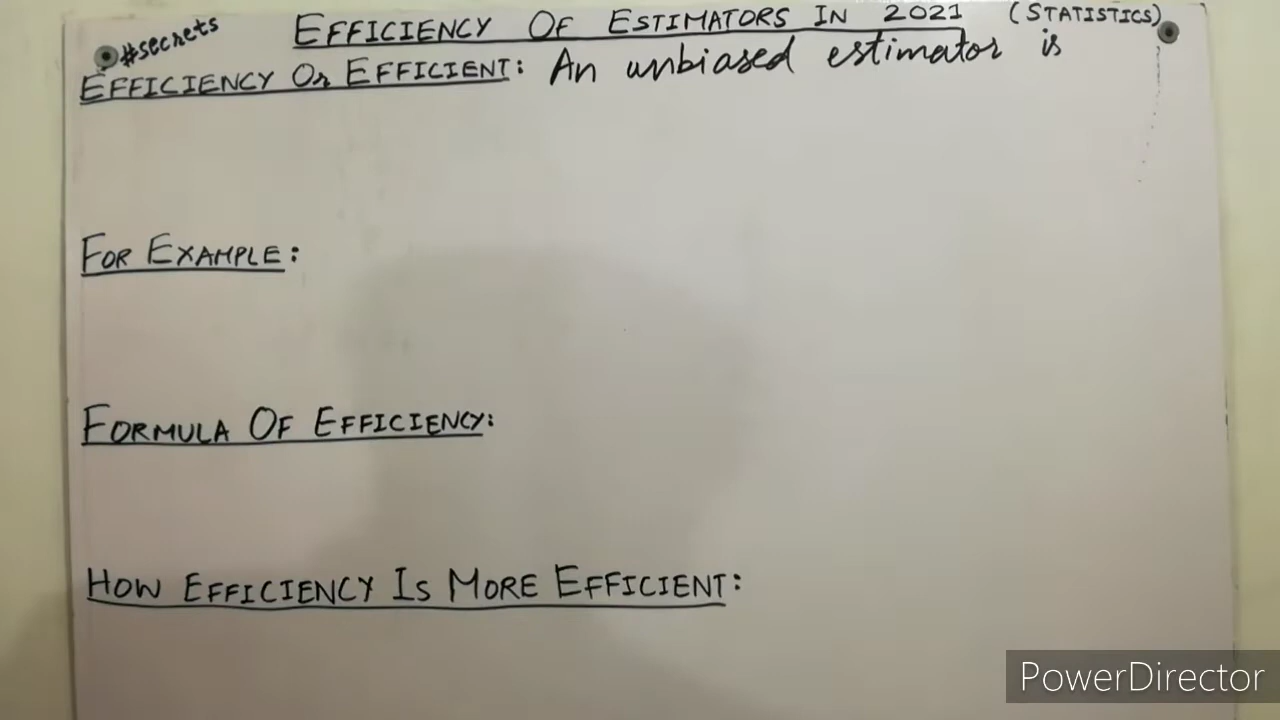 #secrets
EFFICIENCY OF ESTIMATORS IN 2021 (STATISTICS)
EFFICIENCY OR EFFICIENT: An unbiased estimator is
FOR EXAMPLE:
FORMULA OF EFFICIENCY:
HOW EFFICIENCY IS MORE EFFICIENT:
PowerDirector